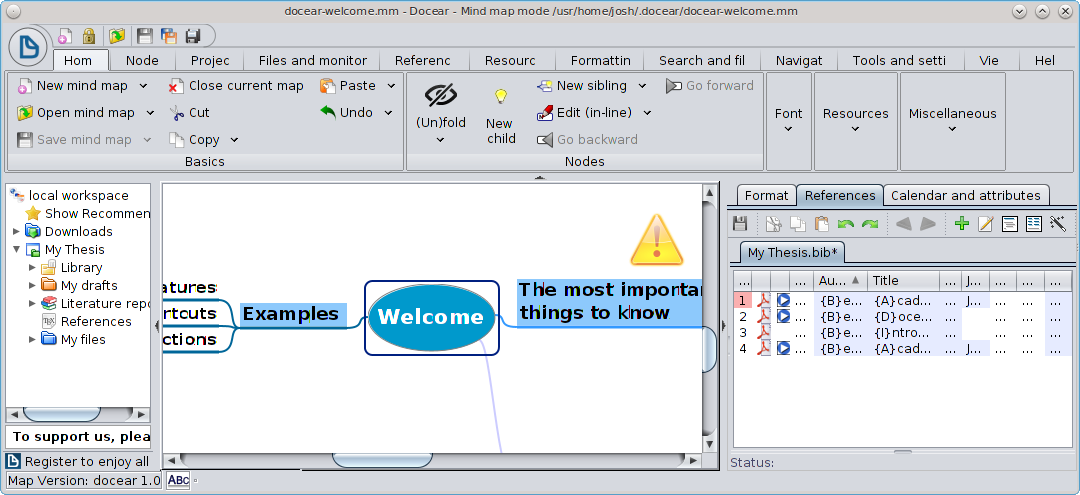 docear-welcome.mm - Docear - Mind map mode /usr/home/josh/.docear/docear-welcome.mm
Hom Node Projec Files and monitor Referenc Resourc Formattin Search and fil Navigat Tools and setti Vie Hel
New mind map Close current map Paste New sibling Go forward
Open mind map Cut Undo (Un)fold New child Edit (in-line) Font Resources Miscellaneous
Save mind map Copy Go backward
Basics Nodes
local workspace
Show Recommen
Downloads
My Thesis
Library
My drafts
Literature repo
References
My files
To support us, plea
Register to enjoy all
Map Version: docear 1.0 ABC
atures
rtcuts
ctions
Examples
Welcome
The most importa
things to know
Format References Calendar and attributes
My Thesis.bib*
... ... ... Au... Title ... J... ... ... ...
1 ... {B}e... {A}cad... ... J... ... ... ...
2 ... {B}e... {D}oce... ... ... ... ...
3 ... {B}e... {I}ntro... ... ... ... ...
4 ... {B}e... {A}cad... ... J... ... ... ...
Status: